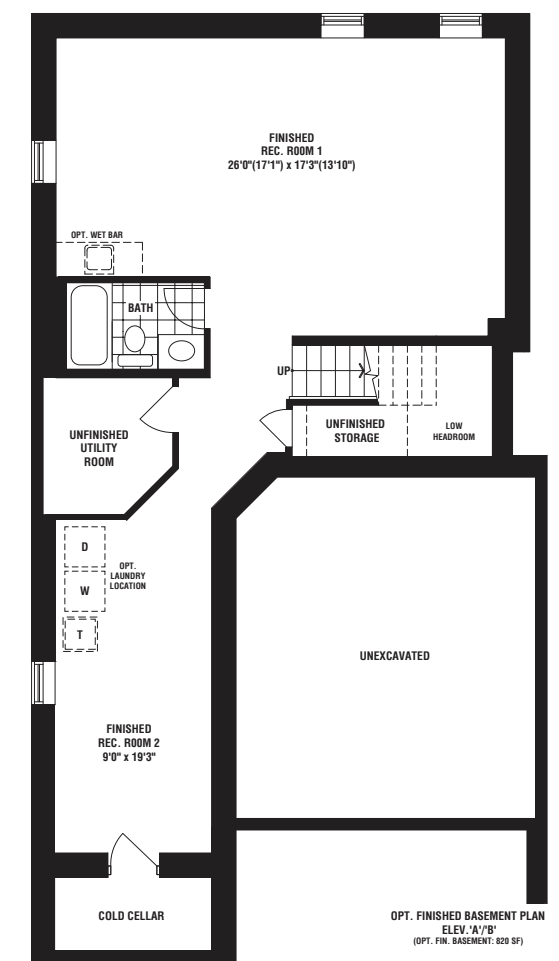 FINISHED
REC. ROOM 1
26'0"(17'1") x 17'3"(13'10")
OPT. WET BAR
BATH
UP
UNFINISHED
STORAGE
LOW
HEADROOM
UNFINISHED
UTILITY
ROOM
D
OPT.
LAUNDRY
LOCATION
W
T
UNEXCAVATED
FINISHED
REC. ROOM 2
9'0" x 19'3"
COLD CELLAR
OPT. FINISHED BASEMENT PLAN
ELEV.'A'/'B'
(OPT. FIN. BASEMENT: 820 SF)